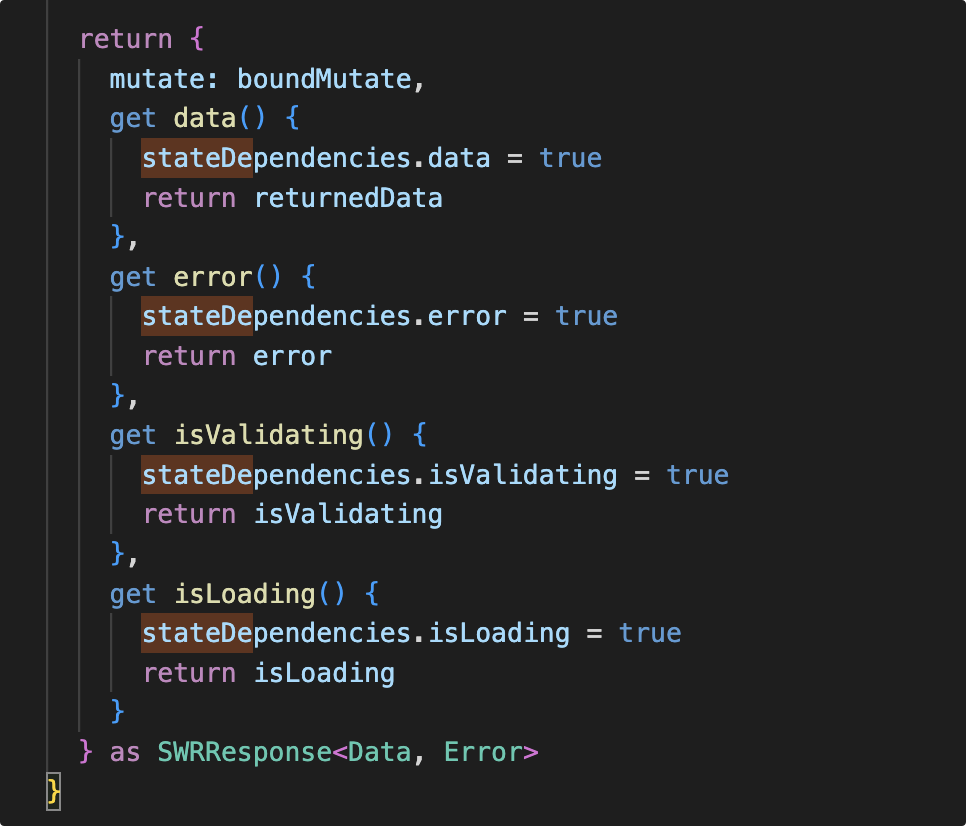 return {
mutate: boundMutate,
get data() {
stateDependencies.data = true
return returnedData
},
get error() {
stateDependencies.error = true
return error
},
get isValidating() {
stateDependencies.isValidating = true
return isValidating
},
get isLoading() {
stateDependencies.isLoading = true
return isLoading
}
} as SWRResponse<Data, Error>
}